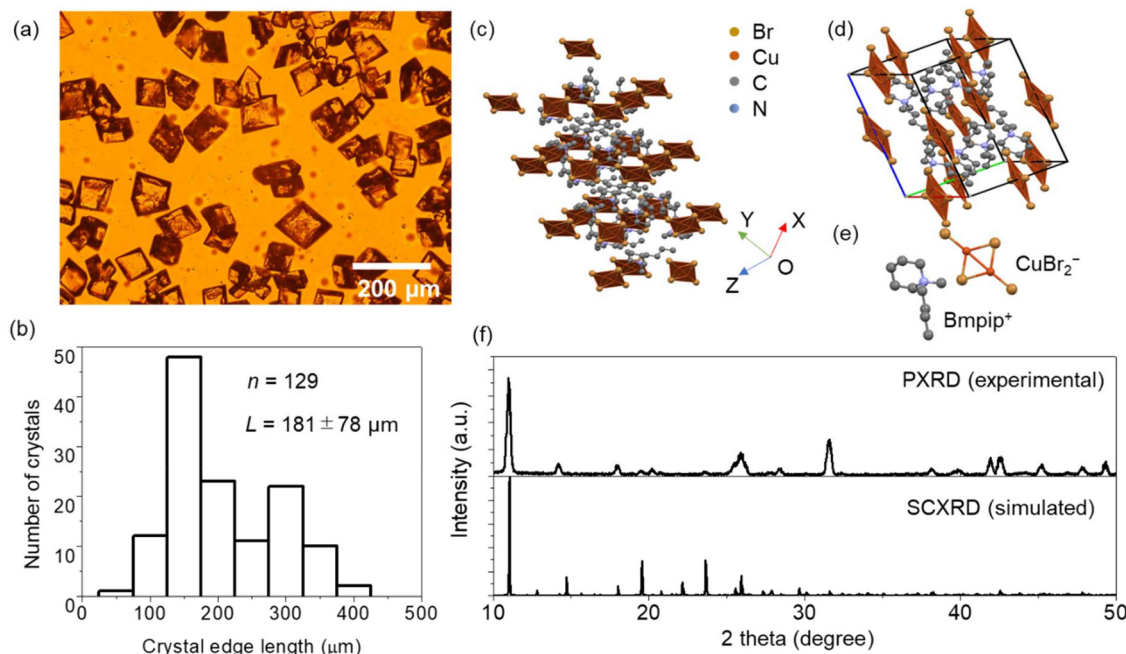 (a)
200 μm
(c)
Br
Cu
C
N
Y
X
O
Z
(d)
(e)
CuBr₂⁻
Bmpip⁺
(b)
50
40
30
20
10
0
n = 129
L = 181 ± 78 μm
Number of crystals
0 100 200 300 400 500
Crystal edge length (μm)
(f)
PXRD (experimental)
SCXRD (simulated)
Intensity (a.u.)
10 20 30 40 50
2 theta (degree)